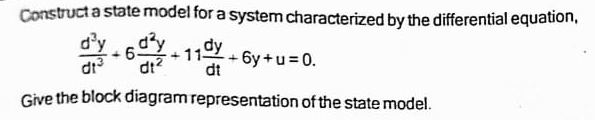 Construct a state model for a system characterized by the differential equation,
d³y/dt³ + 6 d²y/dt² + 11 dy/dt + 6y + u = 0.
Give the block diagram representation of the state model.